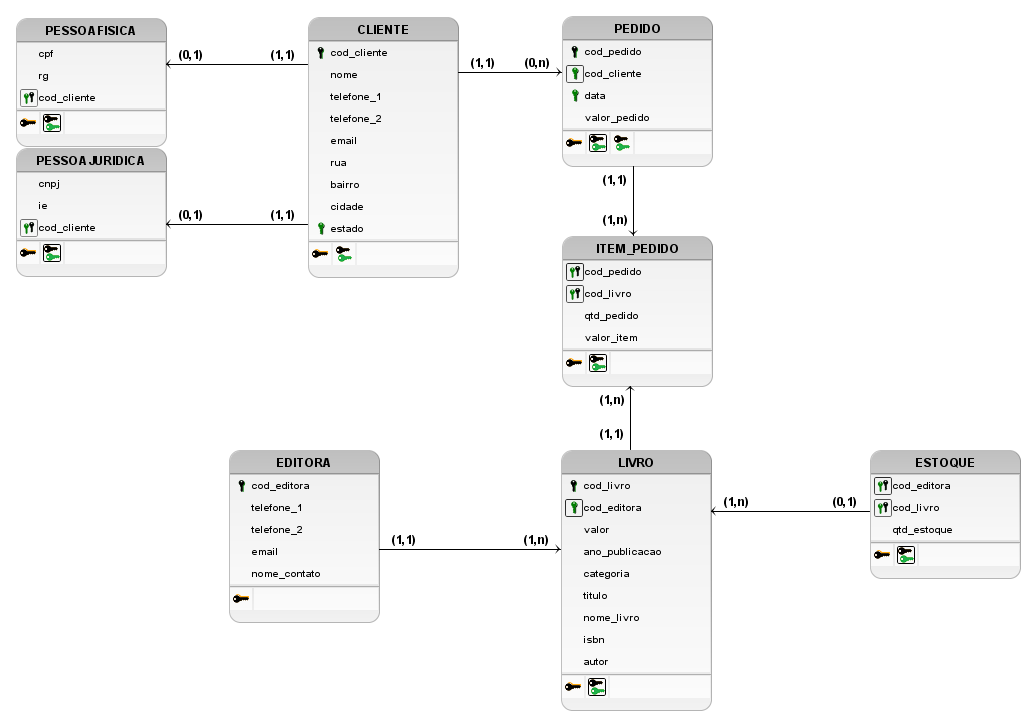 PESSOAFISICA
cpf
rg
cod_cliente
(0,1)
(1,1)
CLIENTE
cod_cliente
nome
telefone_1
telefone_2
email
rua
bairro
cidade
estado
(1,1)
(0,n)
PEDIDO
cod_pedido
cod_cliente
data
valor_pedido
PESSOAJURIDICA
cnpj
ie
cod_cliente
(0,1)
(1,1)
(1,1)
(1,n)
ITEM_PEDIDO
cod_pedido
cod_livro
qtd_pedido
valor_item
(1,n)
(1,1)
EDITORA
cod_editora
telefone_1
telefone_2
email
nome_contato
(1,1)
(1,n)
LIVRO
cod_livro
cod_editora
valor
ano_publicacao
categoria
titulo
nome_livro
isbn
autor
(1,n)
(0,1)
ESTOQUE
cod_editora
cod_livro
qtd_estoque